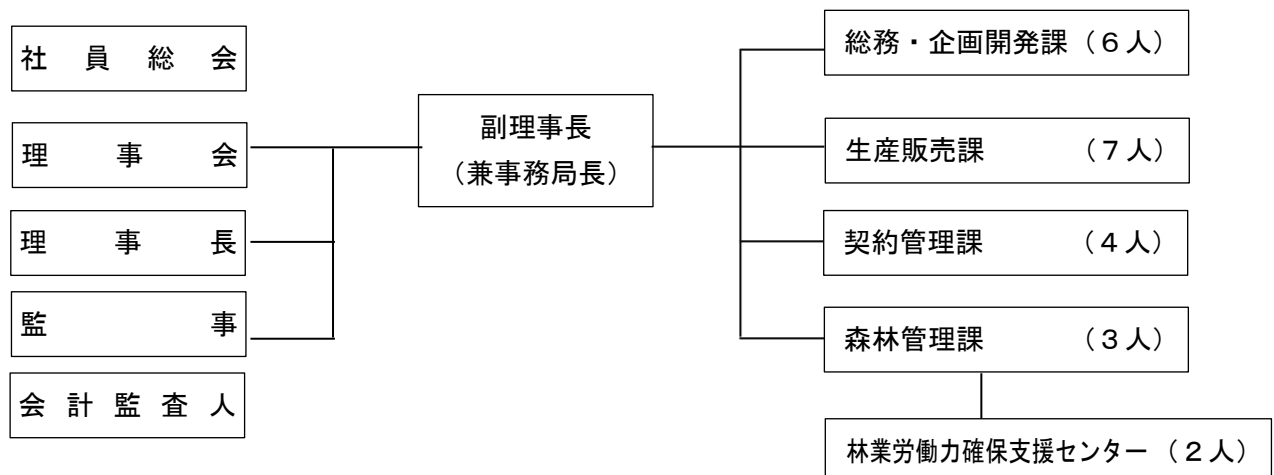 社員総会
理事会
理事長
監事
会計監査人
副理事長
（兼事務局長）
総務・企画開発課（６人）
生産販売課（７人）
契約管理課（４人）
森林管理課（３人）
林業労働力確保支援センター（２人）